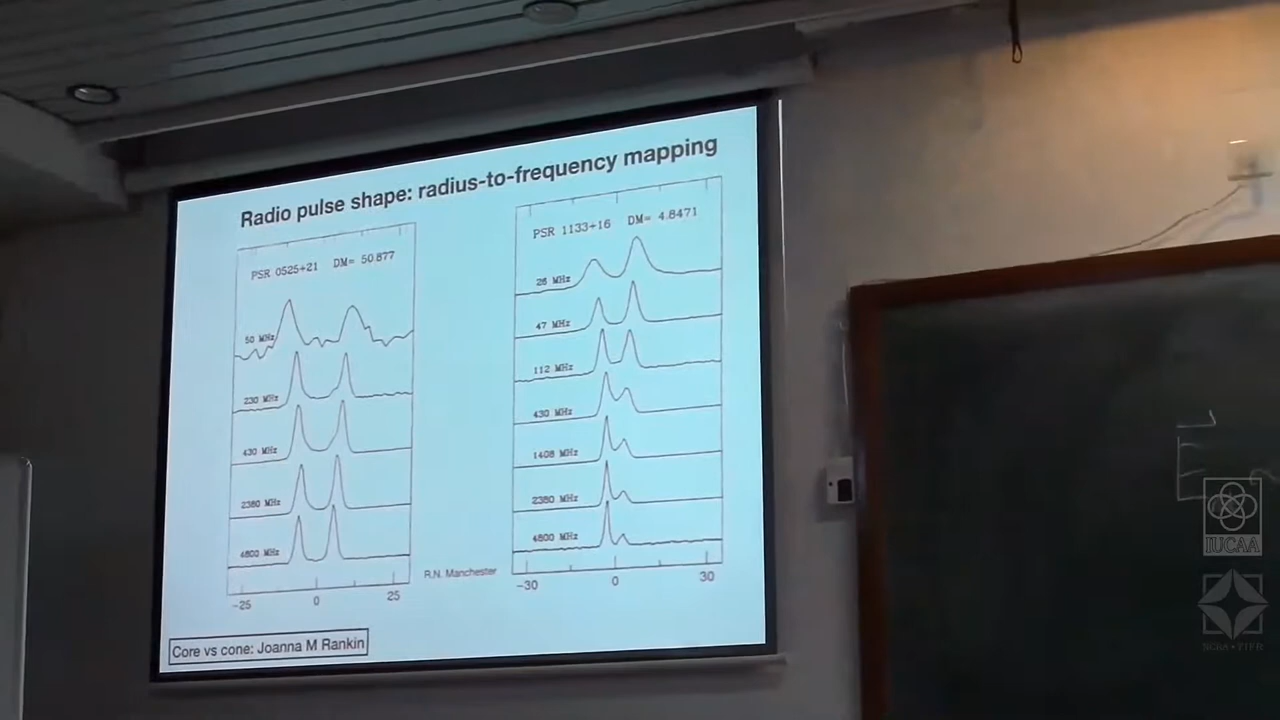 Radio pulse shape: radius-to-frequency mapping
PSR 0525+21 DM= 50.877
50 MHz
230 MHz
430 MHz
2380 MHz
4800 MHz
-25 0 25
PSR 1133+16 DM= 4.8471
26 MHz
47 MHz
112 MHz
430 MHz
1408 MHz
2380 MHz
4800 MHz
-30 0 30
R.N. Manchester
Core vs cone: Joanna M Rankin
IUCAA
NCRA • TIFR